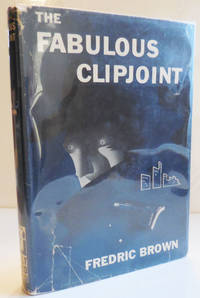 THE
FABULOUS
CLIPJOINT
FREDRIC BROWN